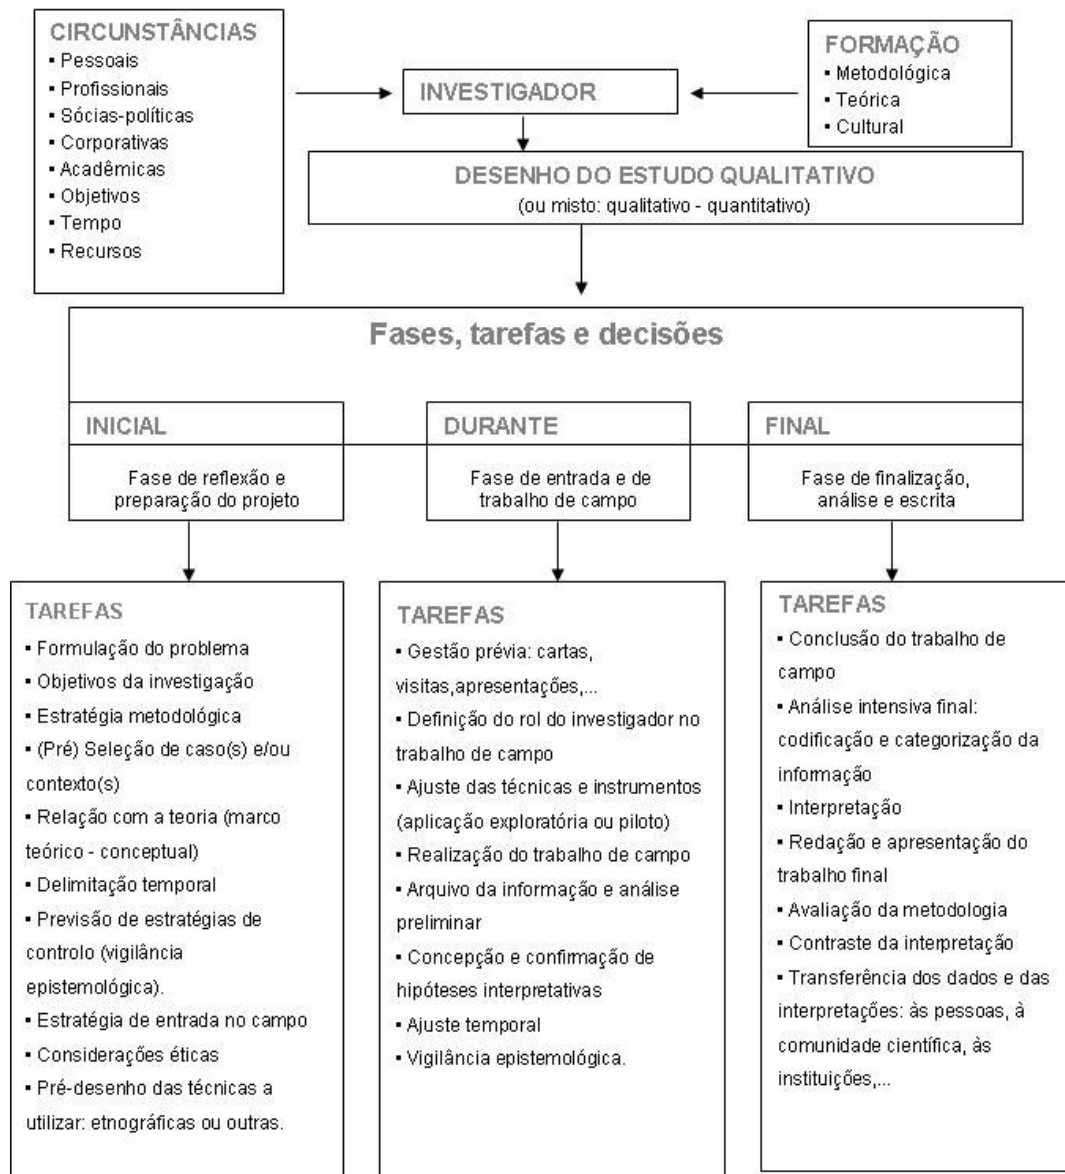 CIRCUNSTÂNCIAS
▪ Pessoais
▪ Profissionais
▪ Sócias-políticas
▪ Corporativas
▪ Acadêmicas
▪ Objetivos
▪ Tempo
▪ Recursos
INVESTIGADOR
FORMAÇÃO
▪ Metodológica
▪ Teórica
▪ Cultural
DESENHO DO ESTUDO QUALITATIVO
(ou misto: qualitativo - quantitativo)
Fases, tarefas e decisões
INICIAL
Fase de reflexão e
preparação do projeto
DURANTE
Fase de entrada e de
trabalho de campo
FINAL
Fase de finalização,
análise e escrita
TAREFAS
▪ Formulação do problema
▪ Objetivos da investigação
▪ Estratégia metodológica
▪ (Pré) Seleção de caso(s) e/ou
contexto(s)
▪ Relação com a teoria (marco
teórico - conceptual)
▪ Delimitação temporal
▪ Previsão de estratégias de
controlo (vigilância
epistemológica).
▪ Estratégia de entrada no campo
▪ Considerações éticas
▪ Pré-desenho das técnicas a
utilizar: etnográficas ou outras.
TAREFAS
▪ Gestão prévia: cartas,
visitas,apresentações,...
▪ Definição do rol do investigador no
trabalho de campo
▪ Ajuste das técnicas e instrumentos
(aplicação exploratória ou piloto)
▪ Realização do trabalho de campo
▪ Arquivo da informação e análise
preliminar
▪ Concepção e confirmação de
hipóteses interpretativas
▪ Ajuste temporal
▪ Vigilância epistemológica.
TAREFAS
▪ Conclusão do trabalho de
campo
▪ Análise intensiva final:
codificação e categorização da
informação
▪ Interpretação
▪ Redação e apresentação do
trabalho final
▪ Avaliação da metodologia
▪ Contraste da interpretação
▪ Transferência dos dados e das
interpretações: às pessoas, à
comunidade científica, às
instituições,...